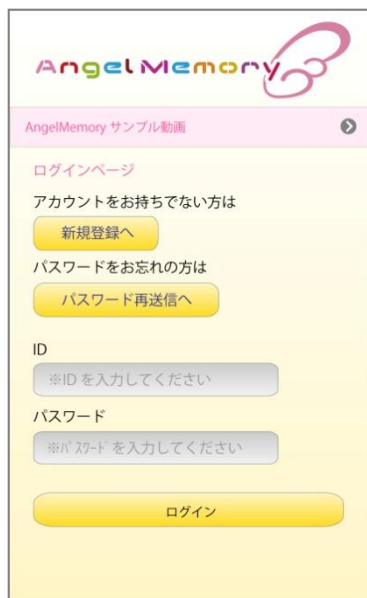 AngelMemory
AngelMemory サンプル動画
ログインページ
アカウントをお持ちでない方は
新規登録へ
パスワードをお忘れの方は
パスワード再送信へ
ID
※ID を入力してください
パスワード
※ﾊﾟｽﾜｰﾄﾞを入力してください
ログイン